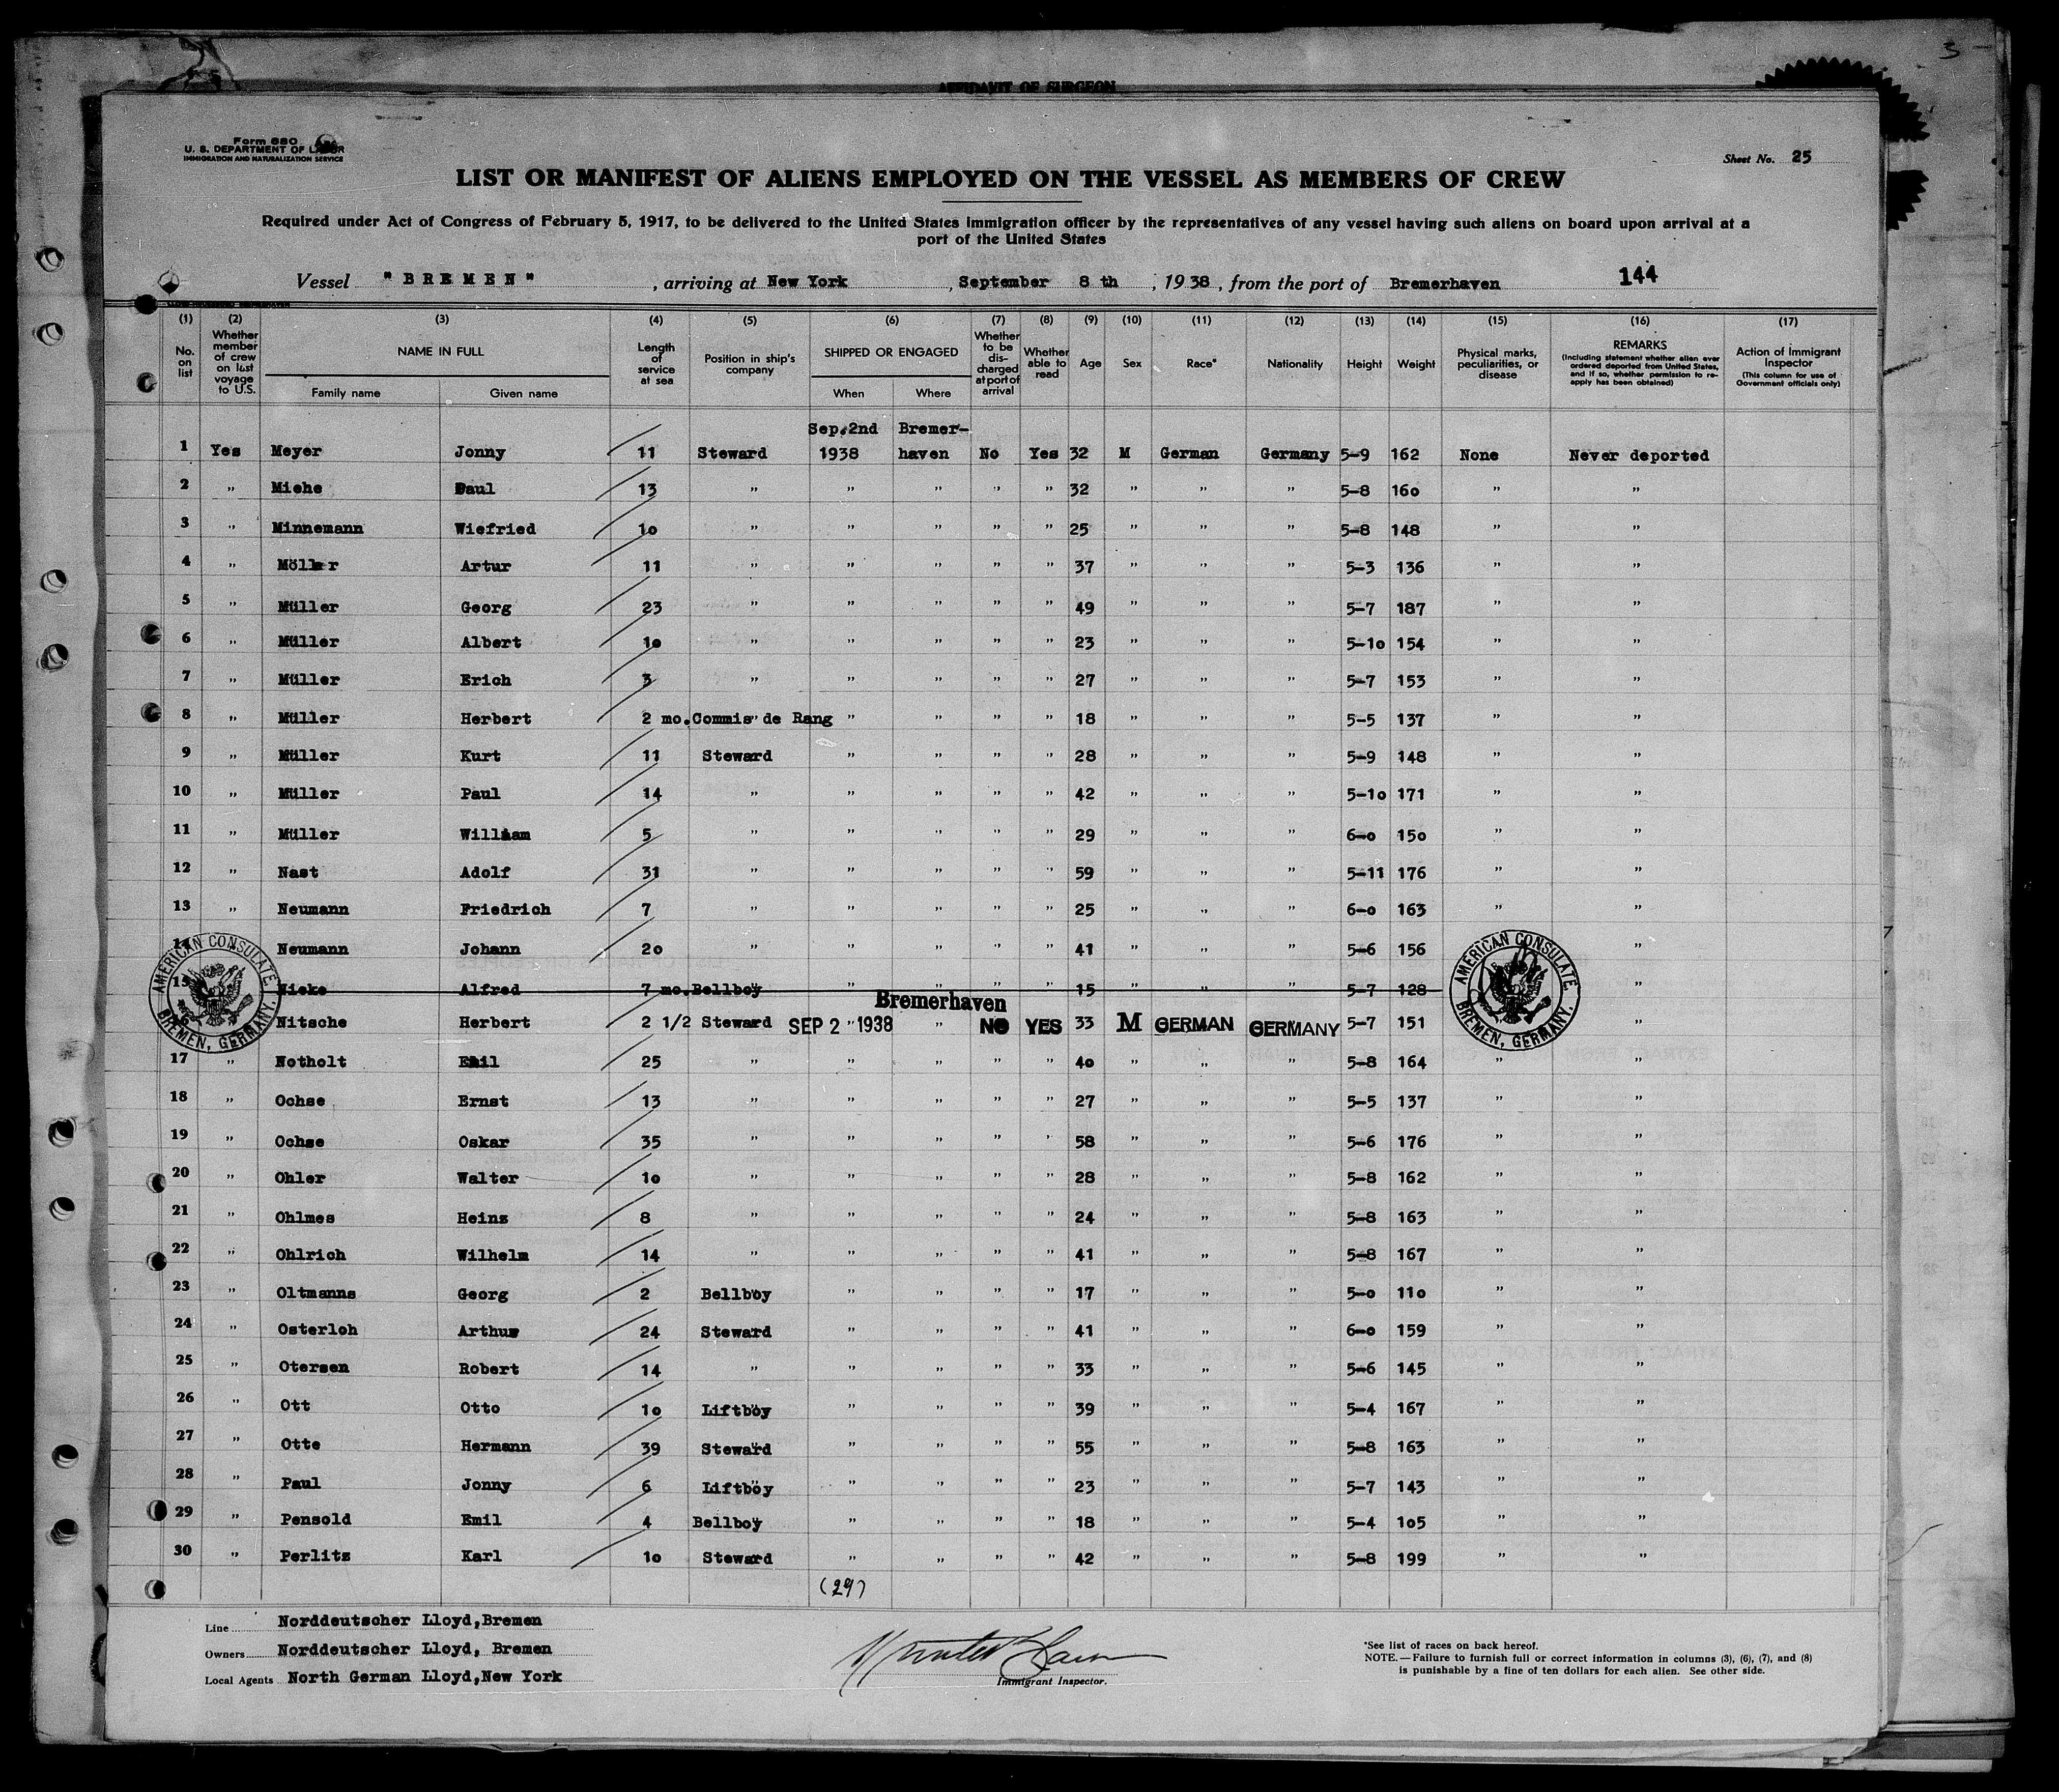 3
AFFIDAVIT OF SURGEON
Form 680
U. S. DEPARTMENT OF LABOR
IMMIGRATION AND NATURALIZATION SERVICE
Sheet No. 25
LIST OR MANIFEST OF ALIENS EMPLOYED ON THE VESSEL AS MEMBERS OF CREW
Required under Act of Congress of February 5, 1917, to be delivered to the United States immigration officer by the representatives of any vessel having such aliens on board upon arrival at a
port of the United States
Vessel "BREMEN", arriving at New York, September 8 th, 1938, from the port of Bremerhaven 144
(1) (2) (3) (4) (5) (6) (7) (8) (9) (10) (11) (12) (13) (14) (15) (16) (17)
No. on list
Whether member of crew on last voyage to U.S.
NAME IN FULL
Family name Given name
Length of service at sea
Position in ship's company
SHIPPED OR ENGAGED
When Where
Whether to be discharged at port of arrival
Whether able to read
Age
Sex
Race*
Nationality
Height
Weight
Physical marks, peculiarities, or disease
REMARKS
(Including statement whether alien ever ordered deported from United States, and if so, whether permission to re-apply has been obtained)
Action of Immigrant Inspector
(This column for use of Government officials only)
Sep.2nd Bremer-
1 Yes Meyer Jonny 11 Steward 1938 haven No Yes 32 M German Germany 5-9 162 None Never deported
2 " Miehe Paul 13 " " " " " 32 " " " 5-8 160 " "
3 " Minnemann Wiefried 10 " " " " " 25 " " " 5-8 148 " "
4 " Möller Artur 11 " " " " " 37 " " " 5-3 136 " "
5 " Müller Georg 23 " " " " " 49 " " " 5-7 187 " "
6 " Müller Albert 10 " " " " " 23 " " " 5-10 154 " "
7 " Müller Erich 3 " " " " " 27 " " " 5-7 153 " "
8 " Müller Herbert 2 mo. Commis de Rang " " " " 18 " " " 5-5 137 " "
9 " Müller Kurt 11 Steward " " " " 28 " " " 5-9 148 " "
10 " Müller Paul 14 " " " " " 42 " " " 5-10 171 " "
11 " Müller William 5 " " " " " 29 " " " 6-0 150 " "
12 " Nast Adolf 31 " " " " " 59 " " " 5-11 176 " "
13 " Neumann Friedrich 7 " " " " " 25 " " " 6-0 163 " "
14 Neumann Johann 20 " " " " " 41 " " " 5-6 156 "
15 Nieke Alfred 7 mo. Bellboy " " " " 15 " " " 5-7 128 "
Bremerhaven
16 Nitsche Herbert 2 1/2 Steward SEP 2 1938 " NO YES 33 M GERMAN GERMANY 5-7 151 "
AMERICAN CONSULATE
BREMEN, GERMANY.
AMERICAN CONSULATE
BREMEN, GERMANY.
17 " Notholt Emil 25 " " " " " 40 " " " 5-8 164 " "
18 " Ochse Ernst 13 " " " " " 27 " " " 5-5 137 " "
19 " Ochse Oskar 35 " " " " " 58 " " " 5-6 176 " "
20 " Ohler Walter 10 " " " " " 28 " " " 5-8 162 " "
21 " Ohlmes Heinz 8 " " " " " 24 " " " 5-8 163 " "
22 " Ohlrich Wilhelm 14 " " " " " 41 " " " 5-8 167 " "
23 " Oltmanns Georg 2 Bellboy " " " " 17 " " " 5-0 110 " "
24 " Osterloh Arthur 24 Steward " " " " 41 " " " 6-0 159 " "
25 " Otersen Robert 14 " " " " " 33 " " " 5-6 145 " "
26 " Ott Otto 10 Liftboy " " " " 39 " " " 5-4 167 " "
27 " Otte Hermann 39 Steward " " " " 55 " " " 5-8 163 " "
28 " Paul Jonny 6 Liftboy " " " " 23 " " " 5-7 143 " "
29 " Pensold Emil 4 Bellboy " " " " 18 " " " 5-4 105 " "
30 " Perlitz Karl 10 Steward " " " " 42 " " " 5-8 199 " "
(29)
Line Norddeutscher Lloyd,Bremen
Owners Norddeutscher Lloyd, Bremen
Local Agents North German Lloyd,New York
Immigrant Inspector.
*See list of races on back hereof.
NOTE.—Failure to furnish full or correct information in columns (3), (6), (7), and (8)
is punishable by a fine of ten dollars for each alien. See other side.